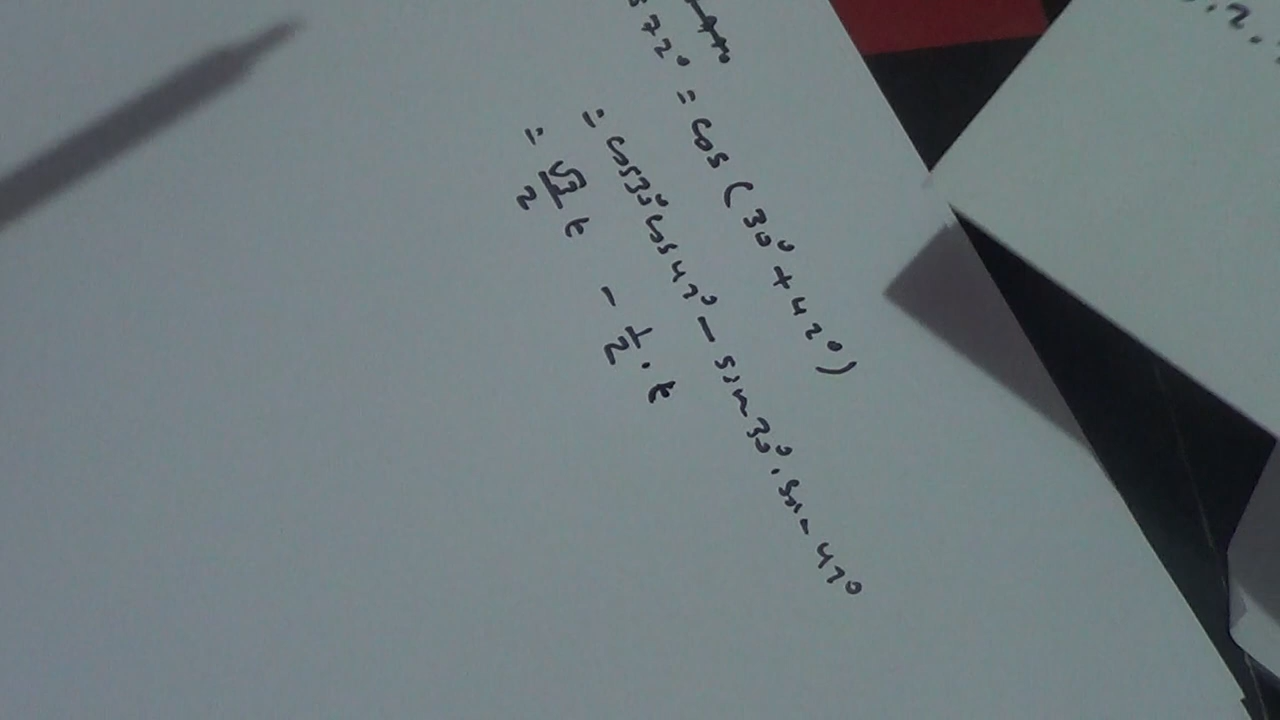 72° = cos (30° + 42°)
= cos30° cos42° - sin30° . sin 42°
= √3/2 t - 1/2 . t